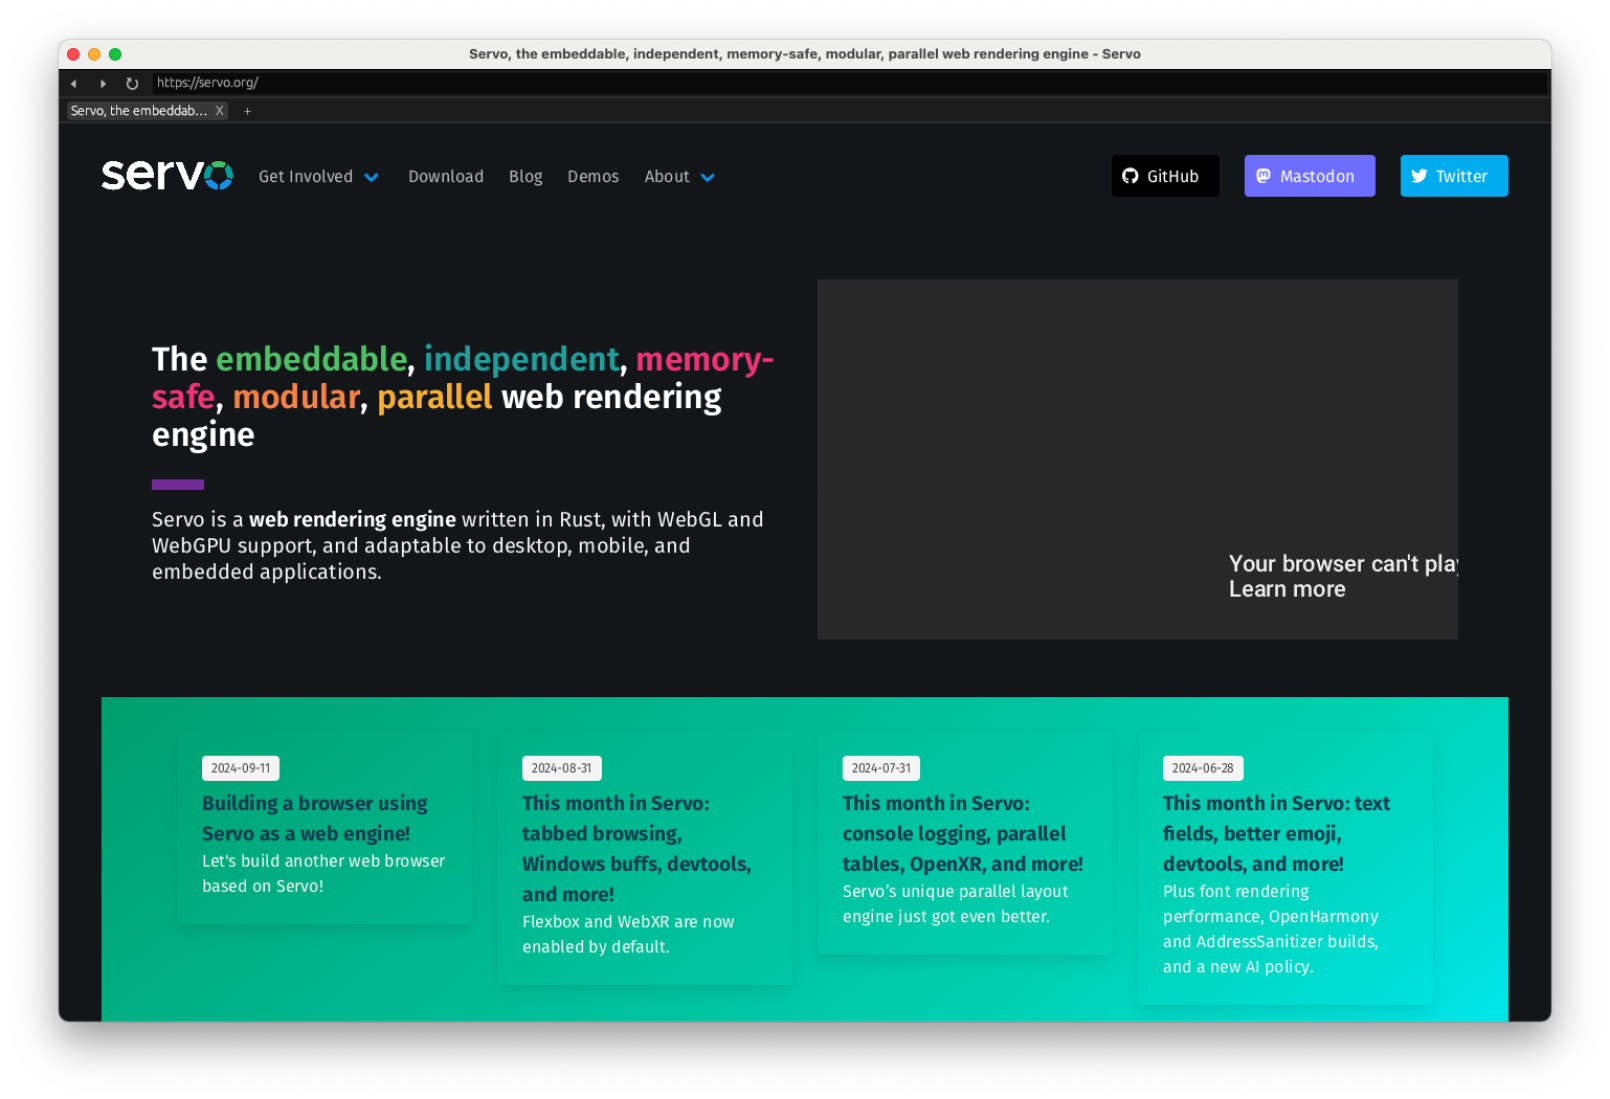 Servo, the embeddable, independent, memory-safe, modular, parallel web rendering engine - Servo
https://servo.org/
Servo, the embeddab... X +
servo Get Involved Download Blog Demos About GitHub Mastodon Twitter
The embeddable, independent, memory-
safe, modular, parallel web rendering
engine
Servo is a web rendering engine written in Rust, with WebGL and
WebGPU support, and adaptable to desktop, mobile, and
embedded applications.
Your browser can't play
Learn more
2024-09-11
Building a browser using
Servo as a web engine!
Let's build another web browser
based on Servo!
2024-08-31
This month in Servo:
tabbed browsing,
Windows buffs, devtools,
and more!
Flexbox and WebXR are now
enabled by default.
2024-07-31
This month in Servo:
console logging, parallel
tables, OpenXR, and more!
Servo’s unique parallel layout
engine just got even better.
2024-06-28
This month in Servo: text
fields, better emoji,
devtools, and more!
Plus font rendering
performance, OpenHarmony
and AddressSanitizer builds,
and a new AI policy.